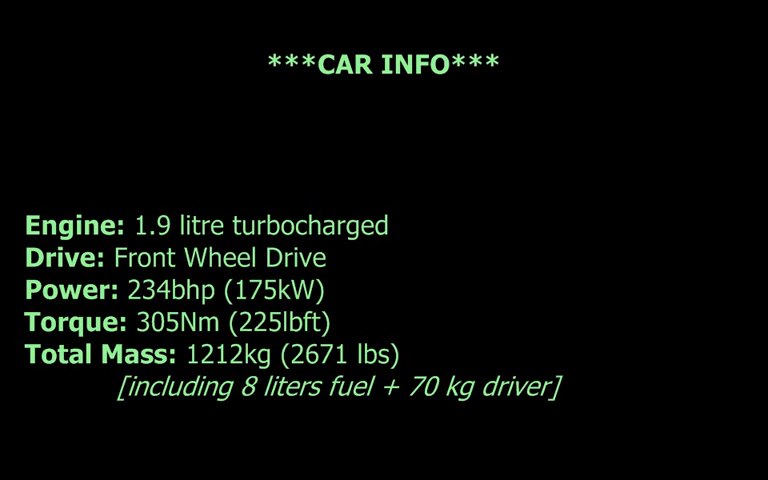 ***CAR INFO***
Engine: 1.9 litre turbocharged
Drive: Front Wheel Drive
Power: 234bhp (175kW)
Torque: 305Nm (225lbft)
Total Mass: 1212kg (2671 lbs)
[including 8 liters fuel + 70 kg driver]